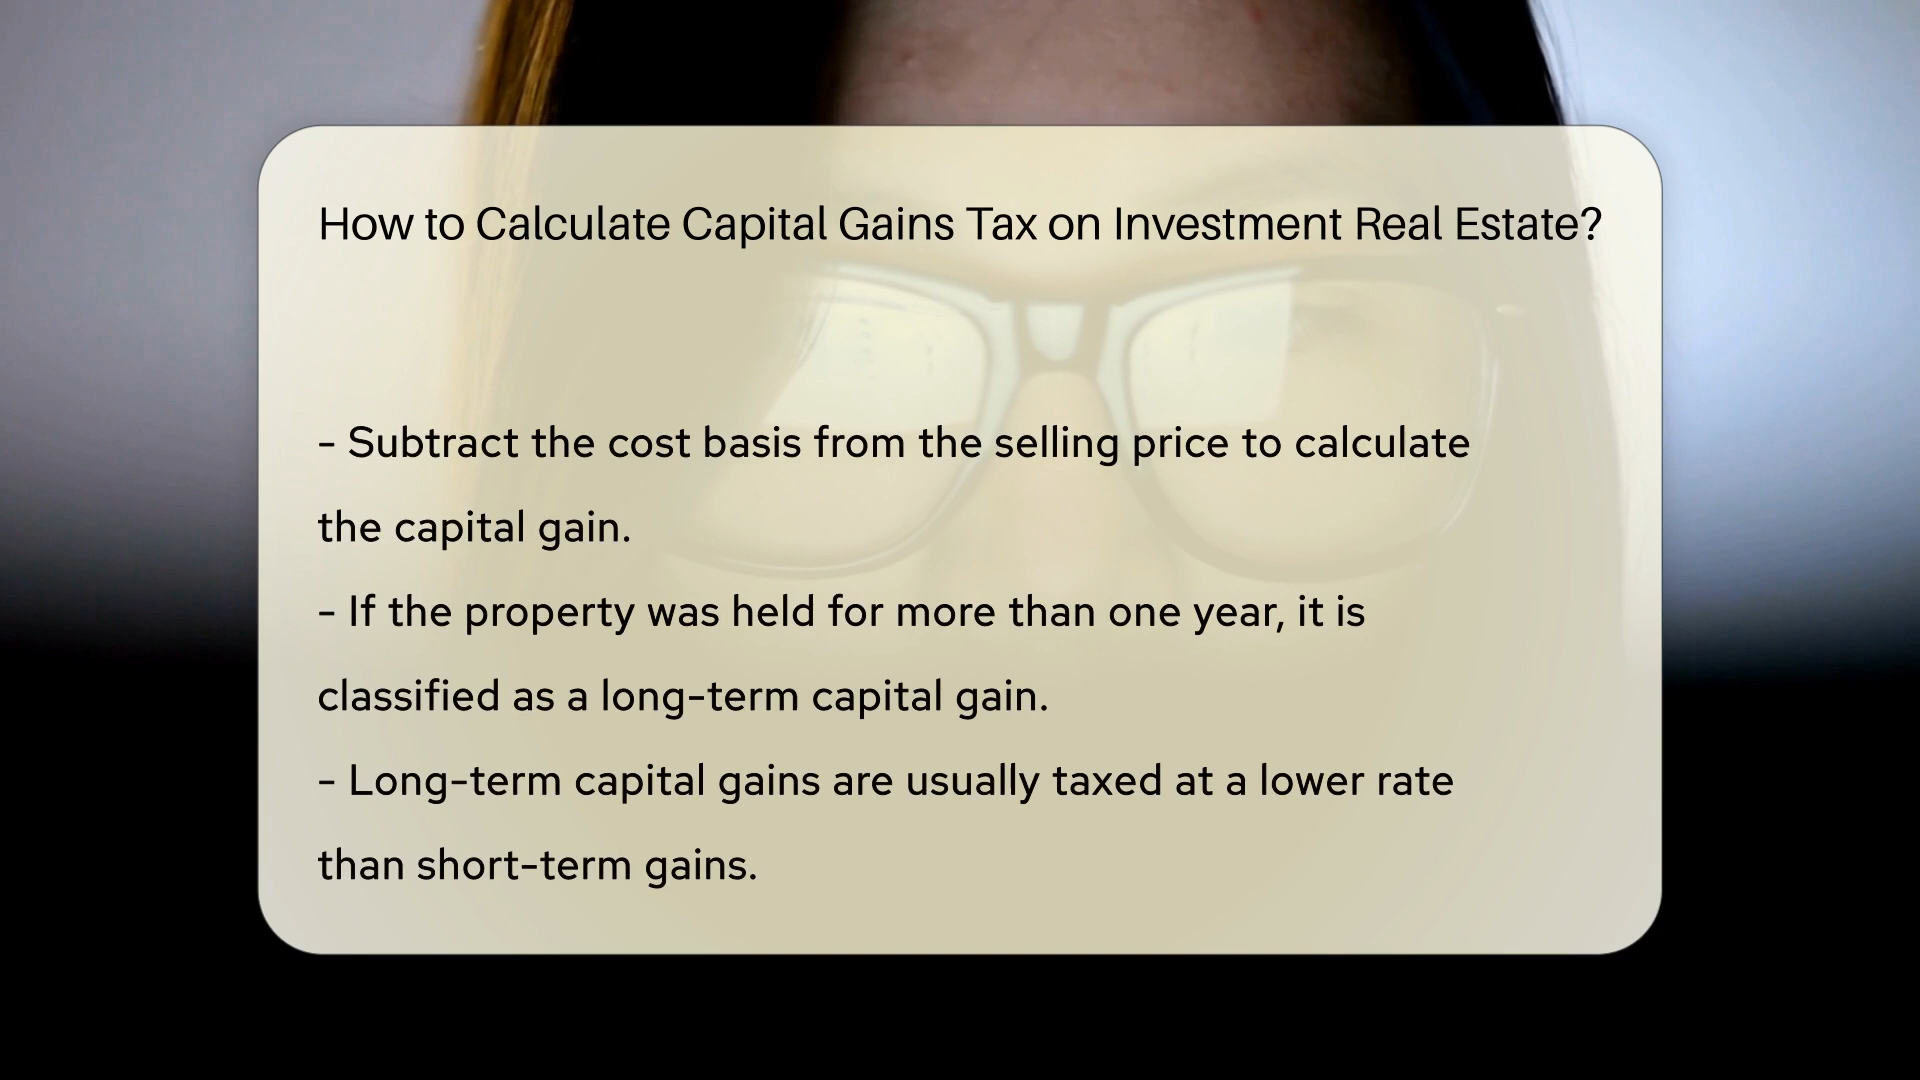 How to Calculate Capital Gains Tax on Investment Real Estate?
- Subtract the cost basis from the selling price to calculate
the capital gain.
- If the property was held for more than one year, it is
classified as a long-term capital gain.
- Long-term capital gains are usually taxed at a lower rate
than short-term gains.